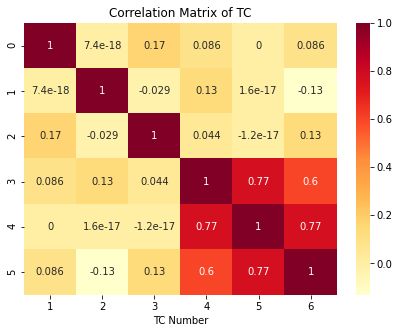 Correlation Matrix of TC
0 1 7.4e-18 0.17 0.086 0 0.086
1 7.4e-18 1 -0.029 0.13 1.6e-17 -0.13
2 0.17 -0.029 1 0.044 -1.2e-17 0.13
3 0.086 0.13 0.044 1 0.77 0.6
4 0 1.6e-17 -1.2e-17 0.77 1 0.77
5 0.086 -0.13 0.13 0.6 0.77 1
1 2 3 4 5 6
TC Number
1.0
0.8
0.6
0.4
0.2
0.0